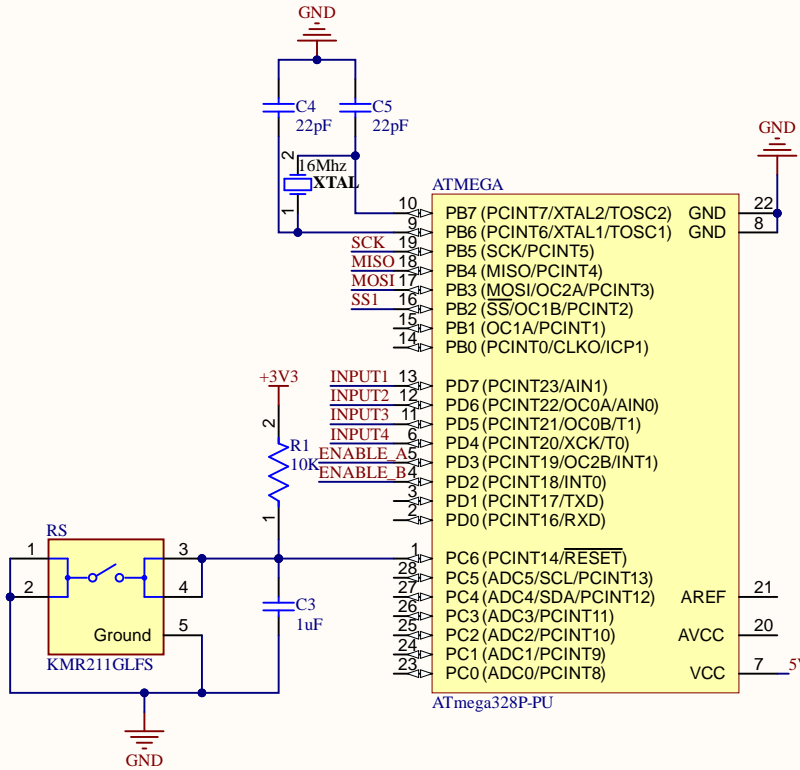 GND
C4
22pF
C5
22pF
2
16Mhz
XTAL
1
GND
ATMEGA
10 PB7 (PCINT7/XTAL2/TOSC2) GND 22
9 PB6 (PCINT6/XTAL1/TOSC1) GND 8
SCK 19 PB5 (SCK/PCINT5)
MISO 18 PB4 (MISO/PCINT4)
MOSI 17 PB3 (MOSI/OC2A/PCINT3)
SS1 16 PB2 (SS/OC1B/PCINT2)
15 PB1 (OC1A/PCINT1)
14 PB0 (PCINT0/CLKO/ICP1)
INPUT1 13 PD7 (PCINT23/AIN1)
INPUT2 12 PD6 (PCINT22/OC0A/AIN0)
INPUT3 11 PD5 (PCINT21/OC0B/T1)
INPUT4 6 PD4 (PCINT20/XCK/T0)
ENABLE_A 5 PD3 (PCINT19/OC2B/INT1)
ENABLE_B 4 PD2 (PCINT18/INT0)
3 PD1 (PCINT17/TXD)
2 PD0 (PCINT16/RXD)
1 PC6 (PCINT14/RESET)
28 PC5 (ADC5/SCL/PCINT13)
27 PC4 (ADC4/SDA/PCINT12) AREF 21
26 PC3 (ADC3/PCINT11)
25 PC2 (ADC2/PCINT10) AVCC 20
24 PC1 (ADC1/PCINT9)
23 PC0 (ADC0/PCINT8) VCC 7 5V
ATmega328P-PU
+3V3
2
R1
10K
1
RS
1 3
2 4
Ground 5
KMR211GLFS
C3
1uF
GND